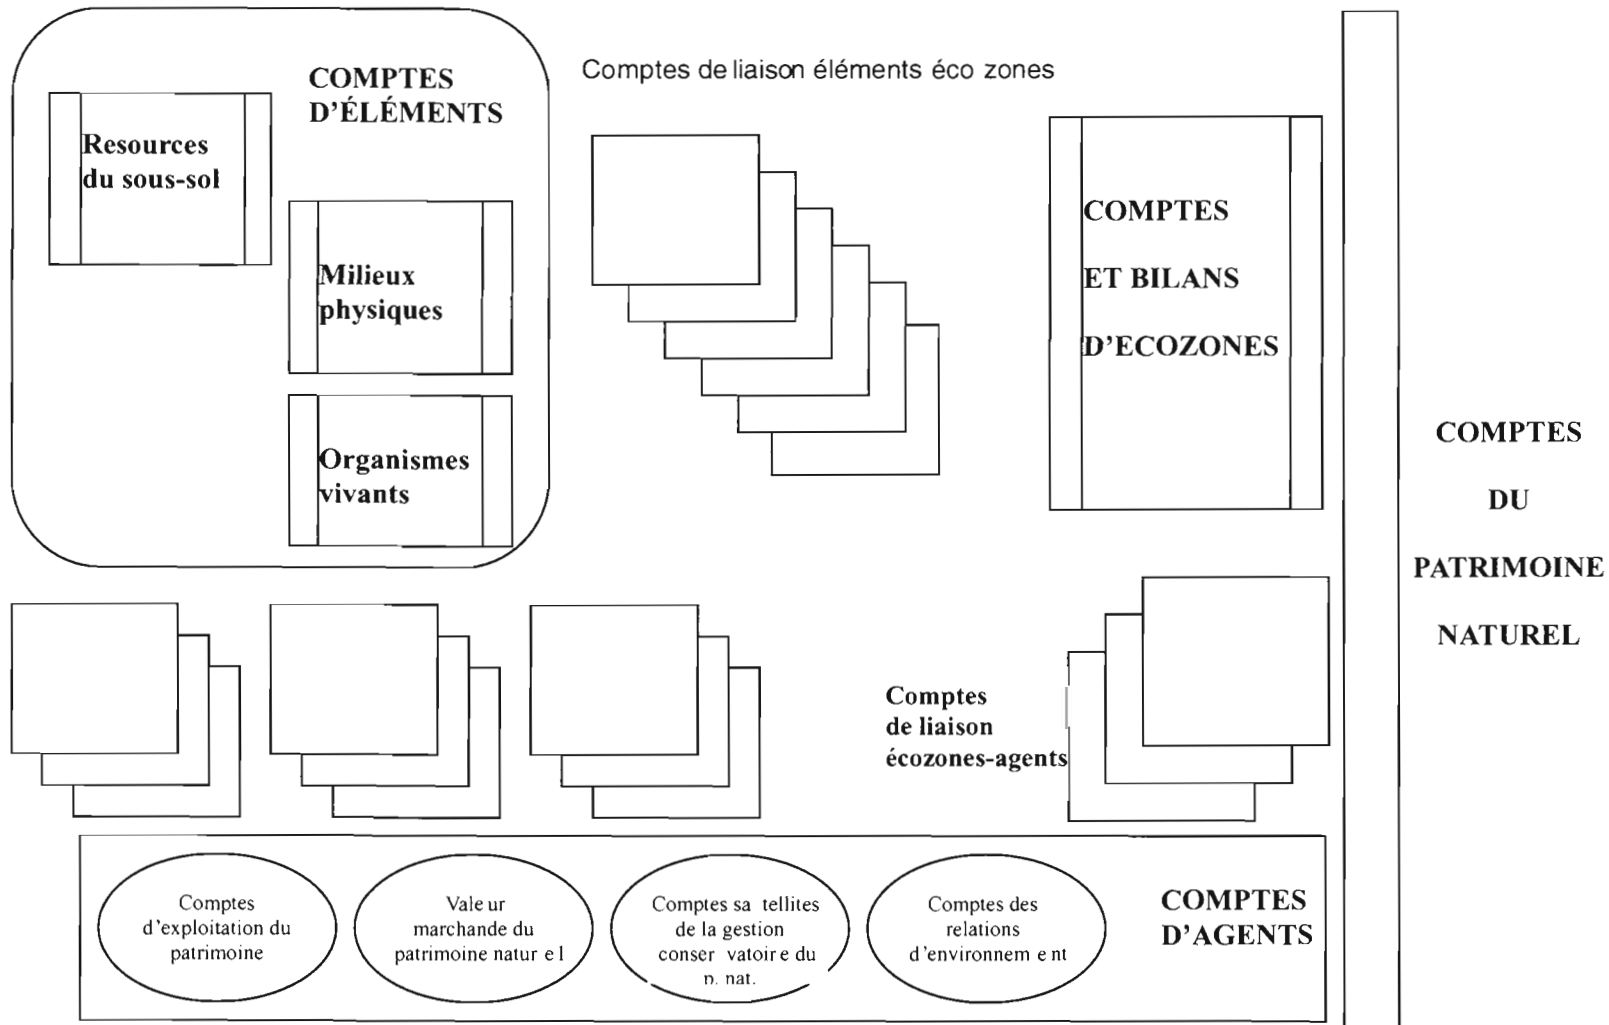 COMPTES
D'ÉLÉMENTS
Resources
du sous-sol
Milieux
physiques
Organismes
vivants
Comptes de liaison éléments éco zones
COMPTES
ET BILANS
D'ECOZONES
COMPTES
DU
PATRIMOINE
NATUREL
Comptes
de liaison
écozones-agents
Comptes
d'exploitation du
patrimoine
Vale ur
marchande du
patrimoine natur e l
Comptes sa tellites
de la gestion
conser vatoire du
p. nat.
Comptes des
relations
d'environnem e nt
COMPTES
D'AGENTS